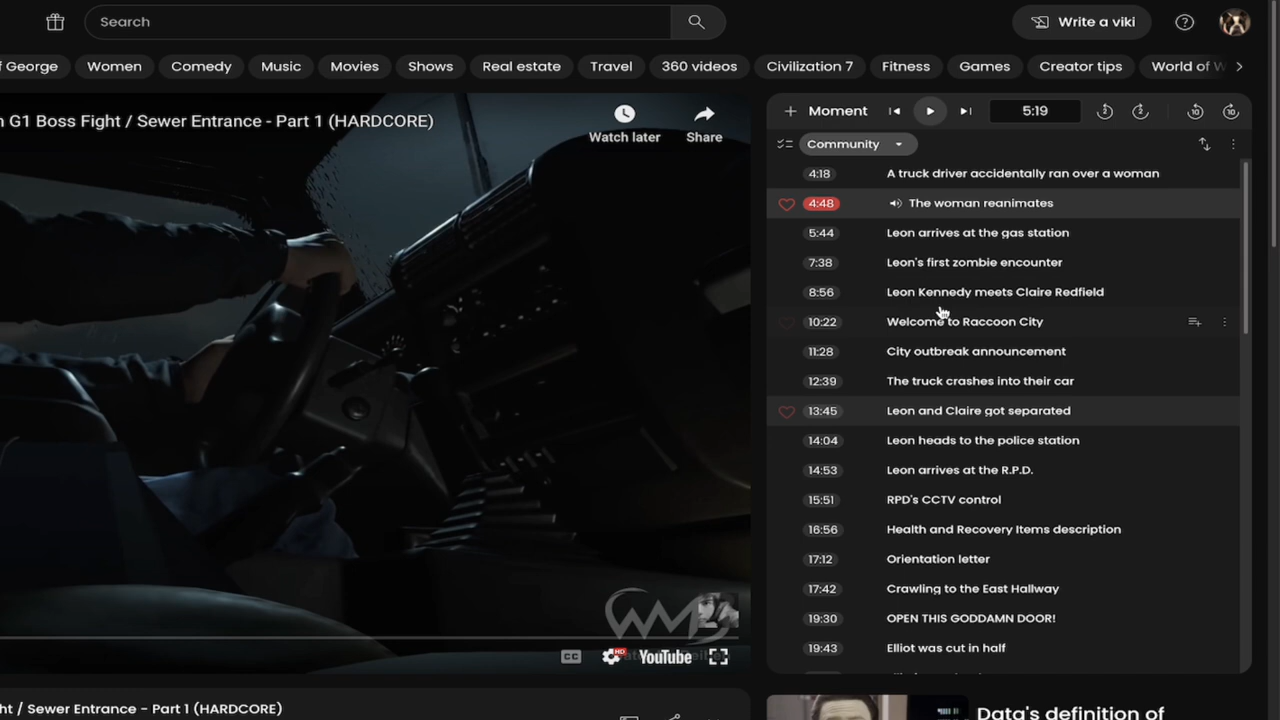 Search
Write a viki
f George
Women
Comedy
Music
Movies
Shows
Real estate
Travel
360 videos
Civilization 7
Fitness
Games
Creator tips
World of W
n G1 Boss Fight / Sewer Entrance - Part 1 (HARDCORE)
Watch later
Share
Moment
5:19
2
2
10
10
Community
4:18 A truck driver accidentally ran over a woman
4:48 The woman reanimates
5:44 Leon arrives at the gas station
7:38 Leon's first zombie encounter
8:56 Leon Kennedy meets Claire Redfield
10:22 Welcome to Raccoon City
11:28 City outbreak announcement
12:39 The truck crashes into their car
13:45 Leon and Claire got separated
14:04 Leon heads to the police station
14:53 Leon arrives at the R.P.D.
15:51 RPD's CCTV control
16:56 Health and Recovery Items description
17:12 Orientation letter
17:42 Crawling to the East Hallway
19:30 OPEN THIS GODDAMN DOOR!
19:43 Elliot was cut in half
CC
HD
YouTube
ht / Sewer Entrance - Part 1 (HARDCORE)
Data's definition of